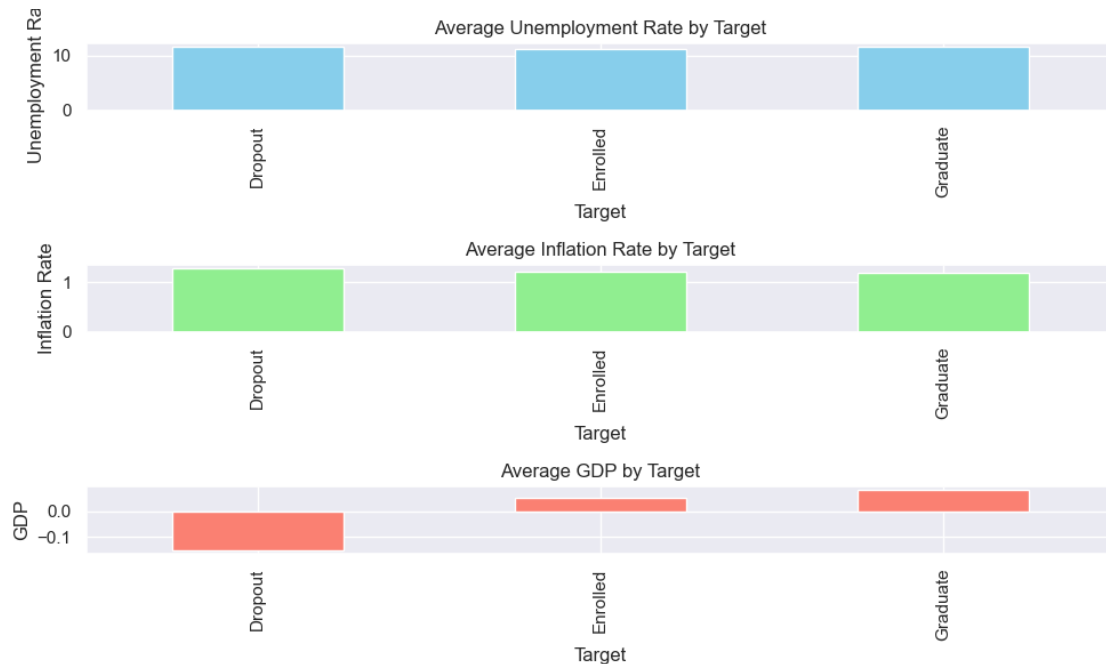 Average Unemployment Rate by Target
Unemployment Ra
10
0
Dropout
Enrolled
Graduate
Target
Average Inflation Rate by Target
Inflation Rate
1
0
Dropout
Enrolled
Graduate
Target
Average GDP by Target
GDP
0.0
−0.1
Dropout
Enrolled
Graduate
Target